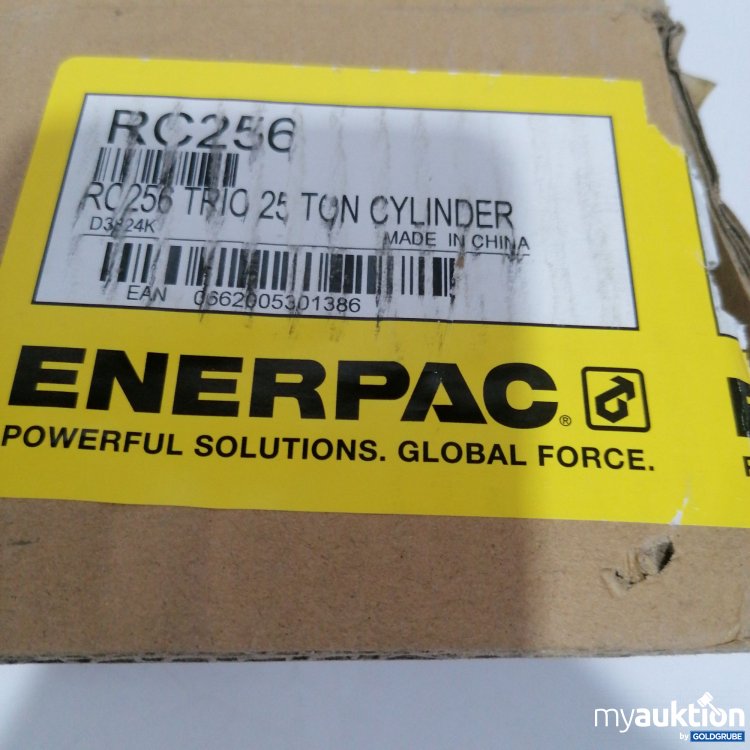 RC256
RC256 TRIO 25 TON CYLINDER
MADE IN CHINA
EAN 0662005301386
ENERPAC®
POWERFUL SOLUTIONS. GLOBAL FORCE.
myauktion
by GOLDGRUBE